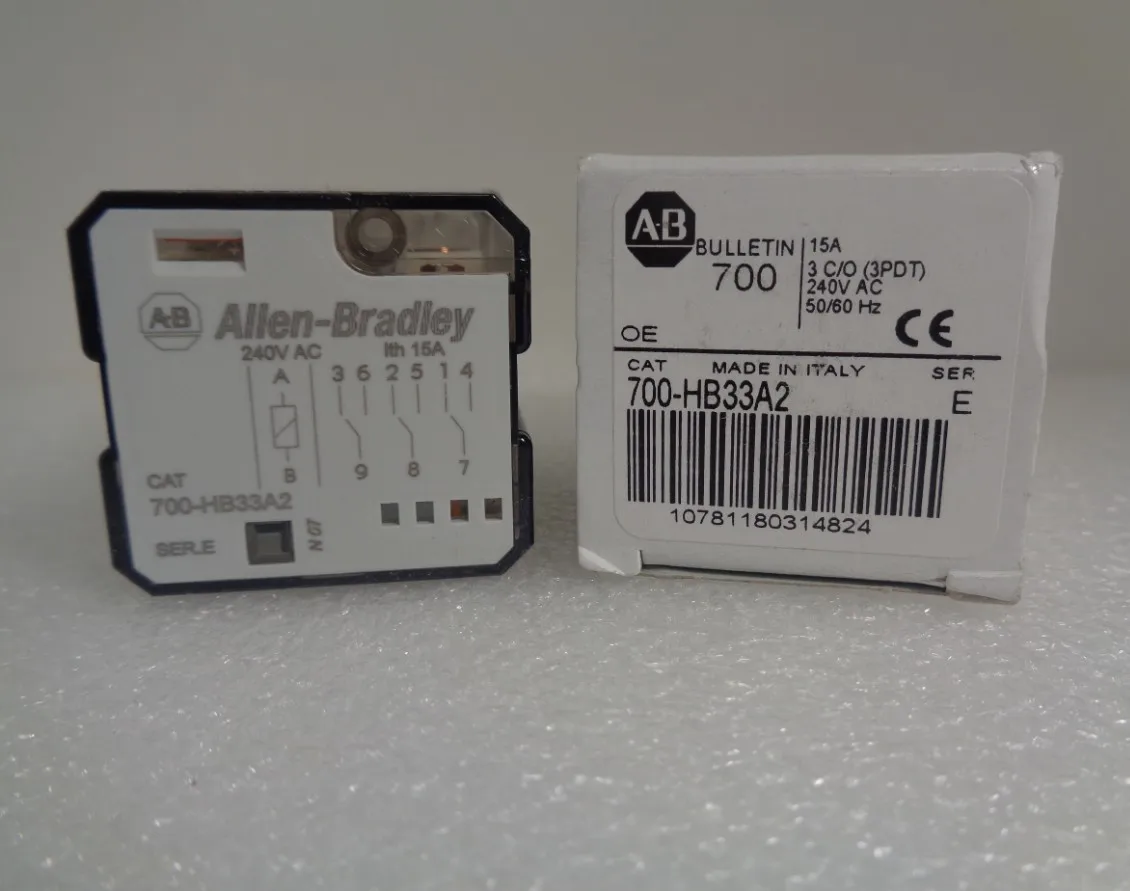 A-B Allen-Bradley
240V AC Ith 15A
A 3 6 2 5 1 4
B 9 8 7
CAT
700-HB33A2
SER.E
N 07
A-B
BULLETIN
700
15A
3 C/O (3PDT)
240V AC
50/60 Hz
OE
CE
CAT MADE IN ITALY SER
700-HB33A2 E
10781180314824